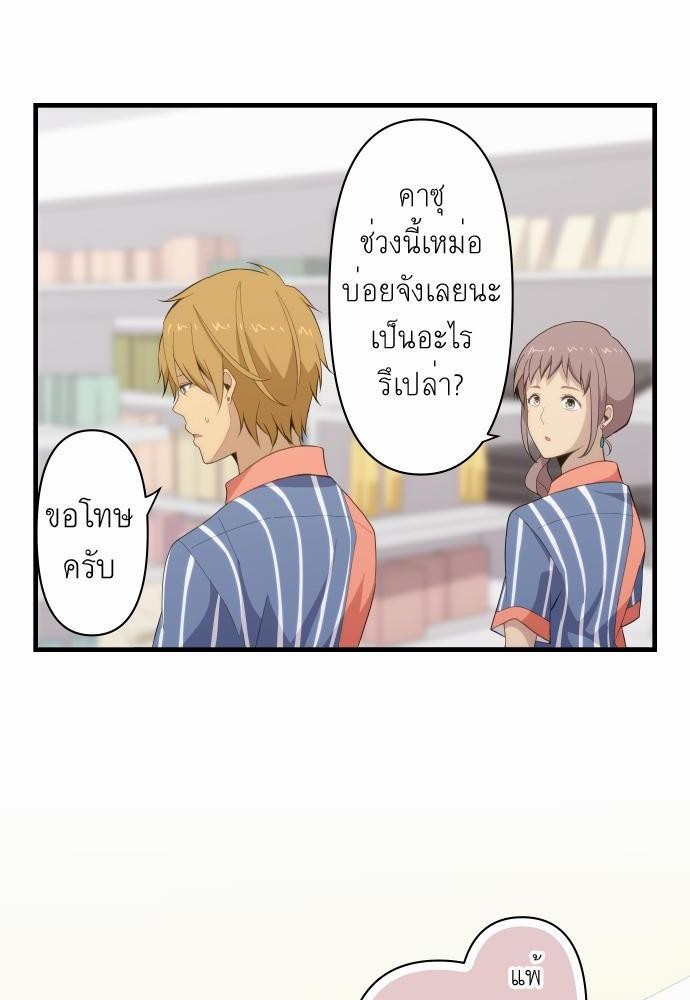 คาซุ
ช่วงนี้เหม่อ
บ่อยจังเลยนะ
เป็นอะไร
รึเปล่า?
ขอโทษ
ครับ
แพ้